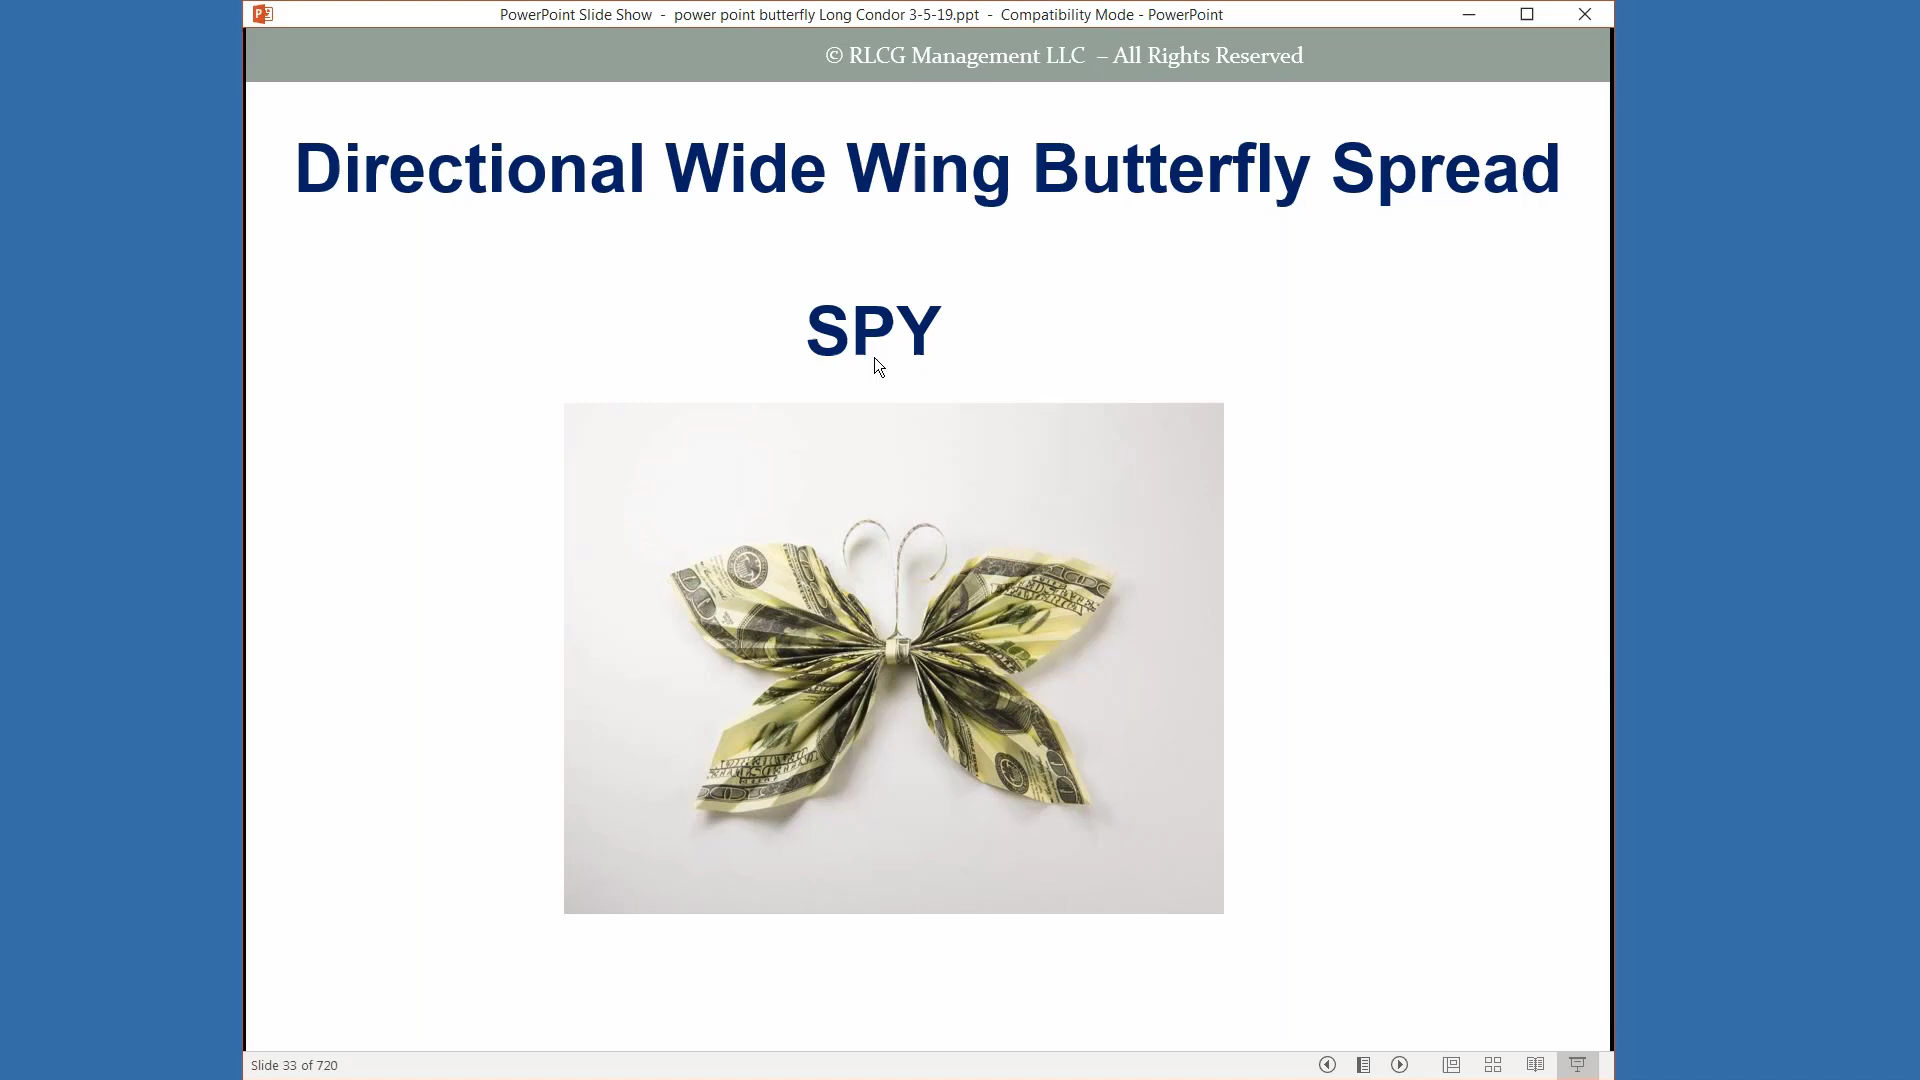 PowerPoint Slide Show - power point butterfly Long Condor 3-5-19.ppt - Compatibility Mode - PowerPoint
© RLCG Management LLC – All Rights Reserved
Directional Wide Wing Butterfly Spread
SPY
Slide 33 of 720